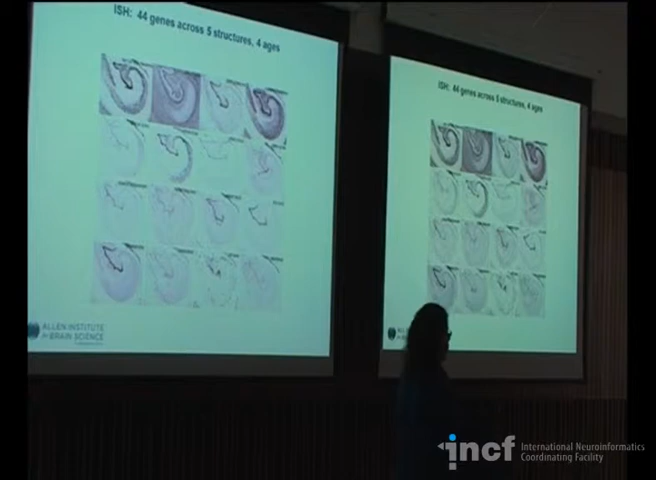 ISH: 44 genes across 5 structures, 4 ages
ISH: 44 genes across 5 structures, 4 ages
ALLEN INSTITUTE
for BRAIN SCIENCE
incf
International Neuroinformatics
Coordinating Facility